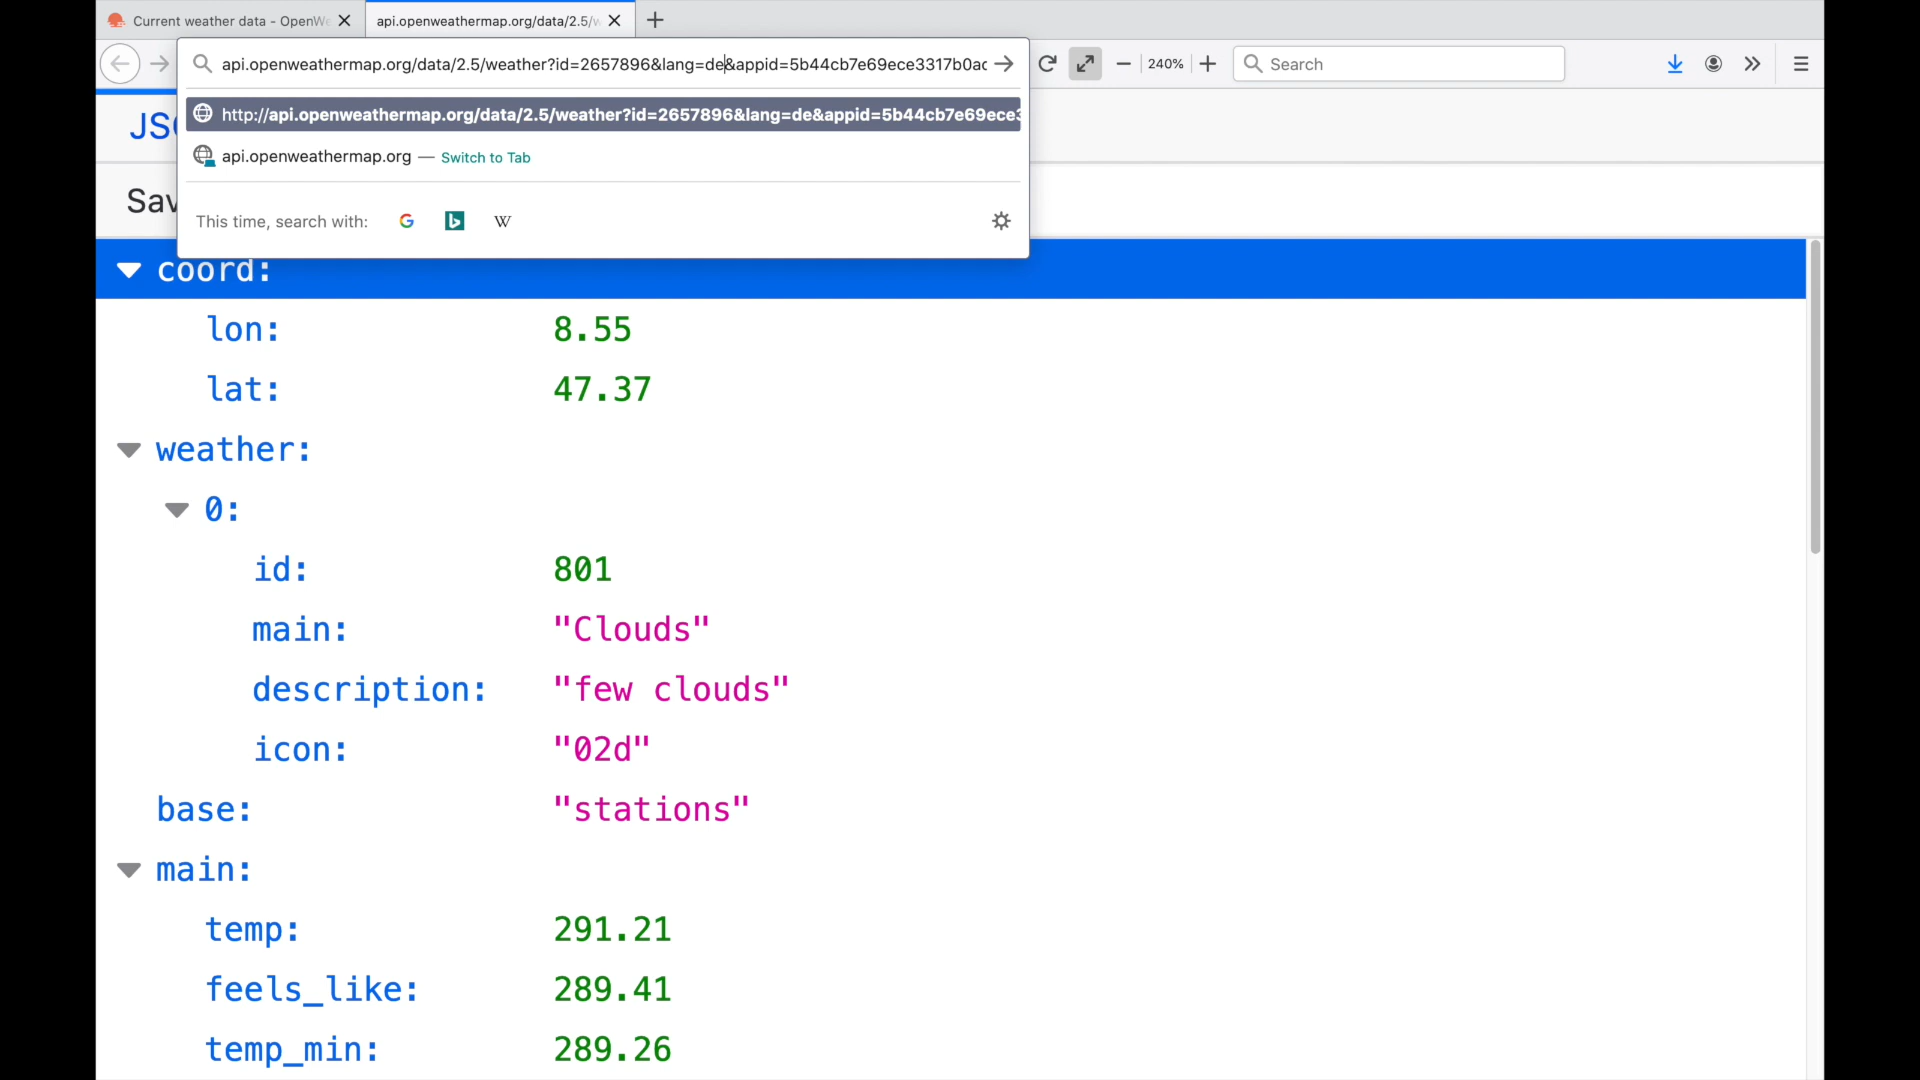 Current weather data - OpenWe
api.openweathermap.org/data/2.5/w
api.openweathermap.org/data/2.5/weather?id=2657896&lang=de&appid=5b44cb7e69ece3317b0ac
240%
Search
http://api.openweathermap.org/data/2.5/weather?id=2657896&lang=de&appid=5b44cb7e69ece3
JSO
api.openweathermap.org — Switch to Tab
Sav
This time, search with:
G b W
coord:
lon: 8.55
lat: 47.37
weather:
0:
id: 801
main: "Clouds"
description: "few clouds"
icon: "02d"
base: "stations"
main:
temp: 291.21
feels_like: 289.41
temp_min: 289.26